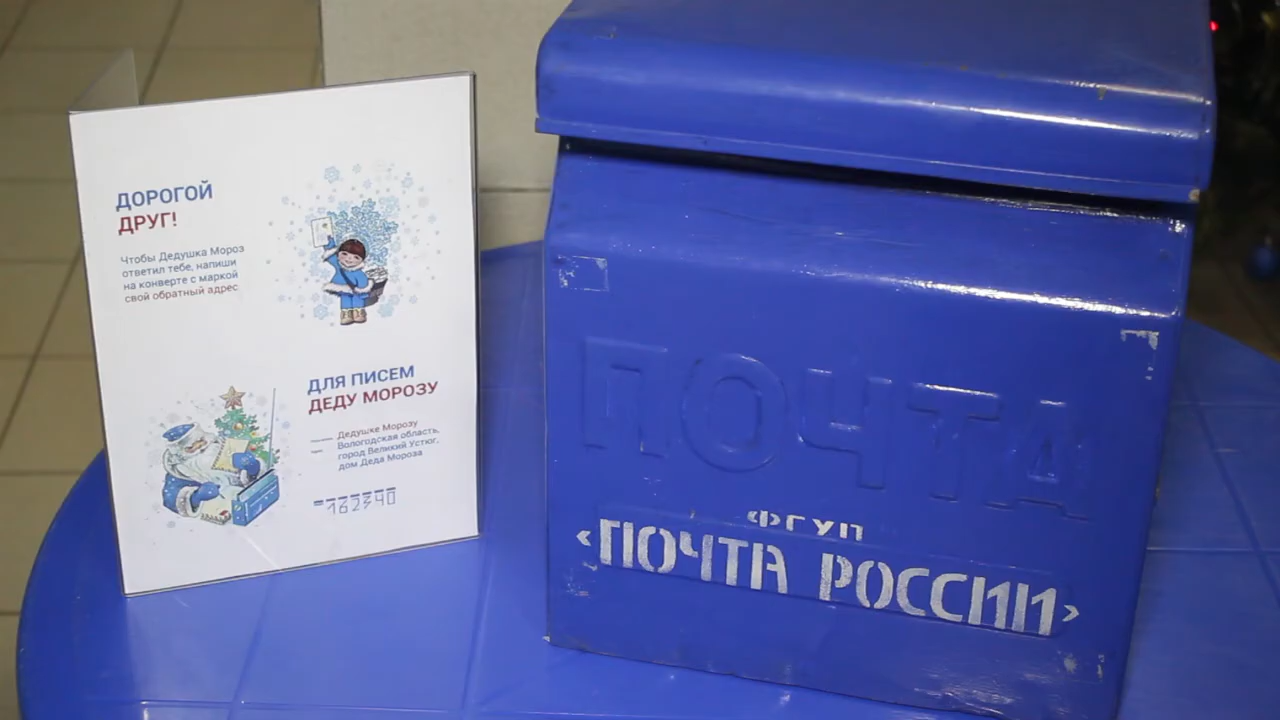 ДОРОГОЙ
ДРУГ!
Чтобы Дедушка Мороз
ответил тебе, напиши
на конверте с маркой
свой обратный адрес
ДЛЯ ПИСЕМ
ДЕДУ МОРОЗУ
Дедушке Морозу
Вологодская область,
город Великий Устюг,
дом Деда Мороза
162390
ПОЧТА
ФГУП
«ПОЧТА РОССИИ»